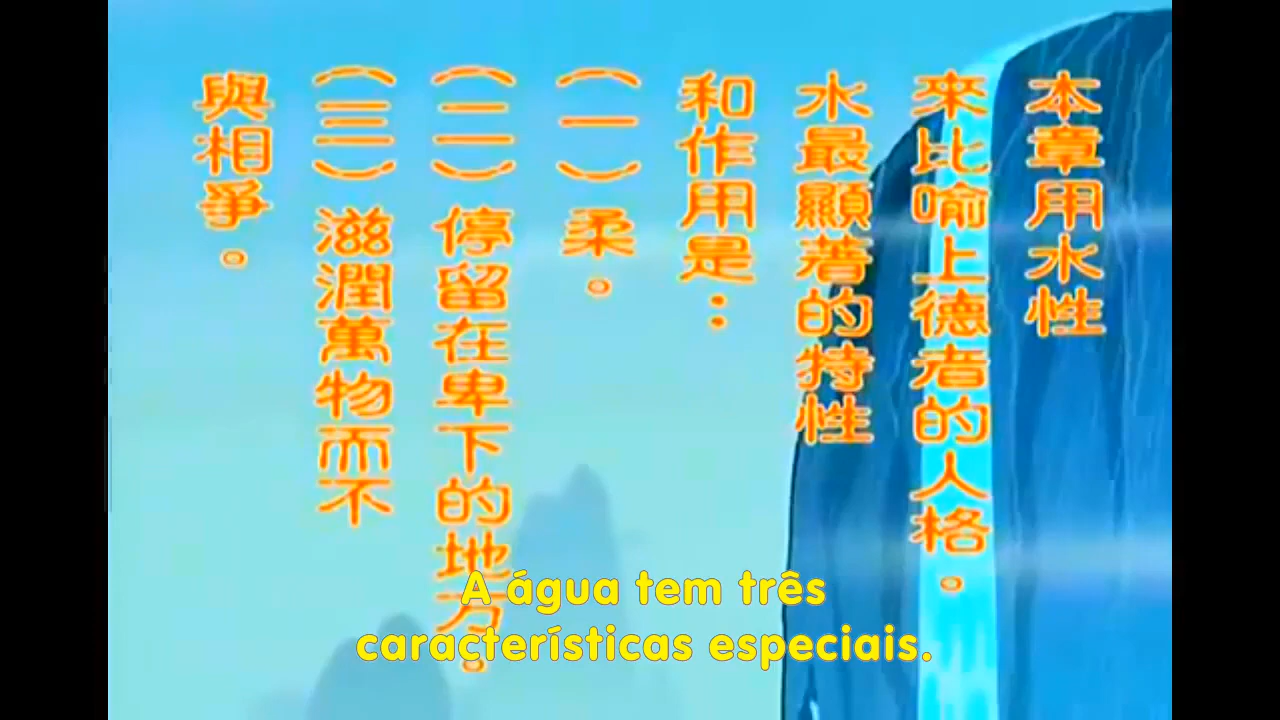 本章用水性
來比喻上德者的人格。
水最顯著的特性
和作用是：
（一）柔。
（二）停留在卑下的地方。
（三）滋潤萬物而不
與相爭。
A água tem três
características especiais.